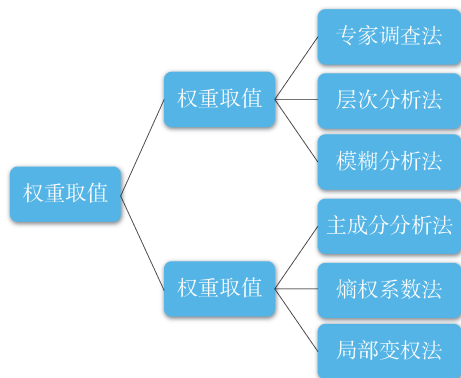 专家调查法
权重取值
层次分析法
模糊分析法
权重取值
主成分分析法
权重取值
熵权系数法
局部变权法